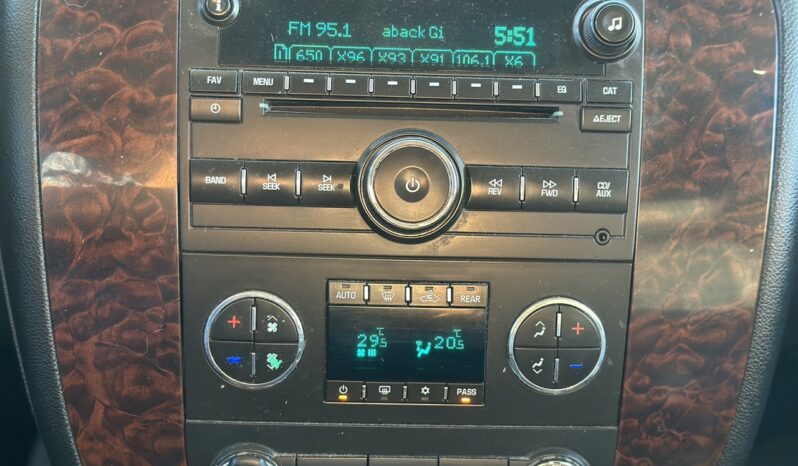 FM 95.1 aback Gi 5:51
650 X96 X93 X91 106.1 X6
FAV MENU EQ CAT
EJECT
BAND SEEK SEEK REV FWD CD/AUX
AUTO REAR
29.5 °C 20.5 °C
PASS